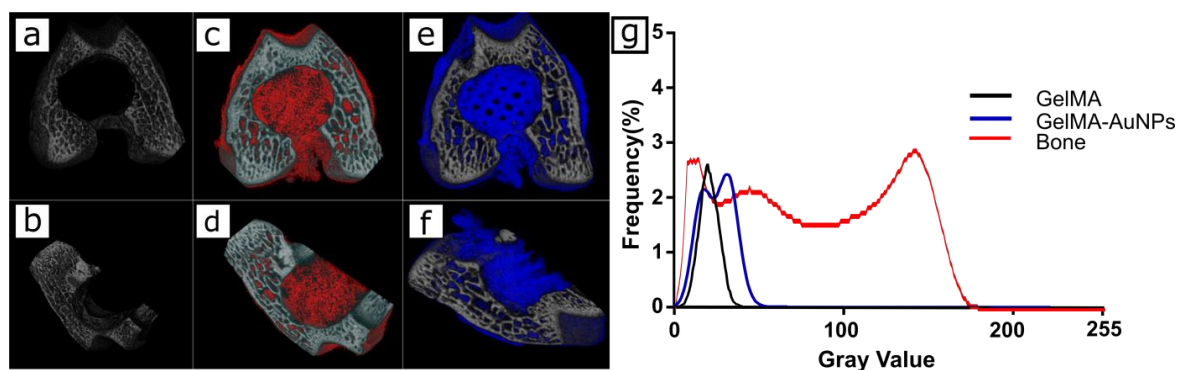 a
c
e
b
d
f
g
GelMA
GelMA-AuNPs
Bone
Frequency(%)
5
4
3
2
1
0
0
100
200
255
Gray Value